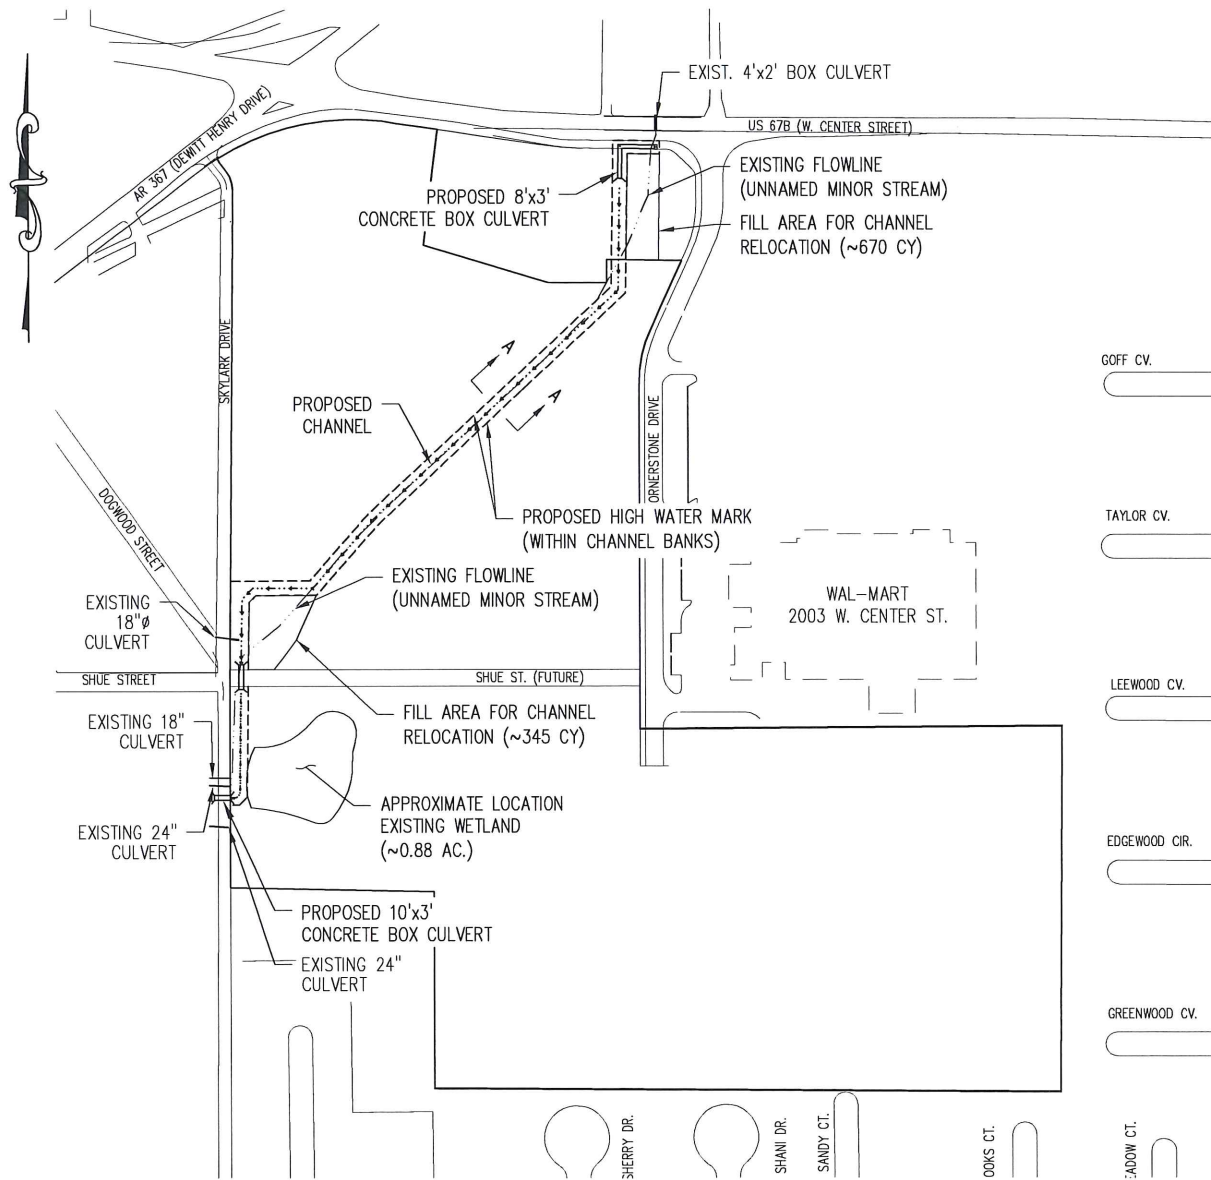 EXIST. 4'x2' BOX CULVERT
US 67B (W. CENTER STREET)
AR 367 (DEWITT HENRY DRIVE)
EXISTING FLOWLINE
(UNNAMED MINOR STREAM)
PROPOSED 8'x3'
CONCRETE BOX CULVERT
FILL AREA FOR CHANNEL
RELOCATION (~670 CY)
SKYLARK DRIVE
A
A
GOFF CV.
PROPOSED
CHANNEL
ORNERSTONE DRIVE
DOGWOOD STREET
PROPOSED HIGH WATER MARK
(WITHIN CHANNEL BANKS)
TAYLOR CV.
EXISTING FLOWLINE
(UNNAMED MINOR STREAM)
WAL-MART
2003 W. CENTER ST.
EXISTING
18"ø
CULVERT
SHUE STREET
SHUE ST. (FUTURE)
LEEWOOD CV.
EXISTING 18"
CULVERT
FILL AREA FOR CHANNEL
RELOCATION (~345 CY)
APPROXIMATE LOCATION
EXISTING WETLAND
(~0.88 AC.)
EXISTING 24"
CULVERT
EDGEWOOD CIR.
PROPOSED 10'x3'
CONCRETE BOX CULVERT
EXISTING 24"
CULVERT
GREENWOOD CV.
SHERRY DR.
SHANI DR.
SANDY CT.
OOKS CT.
EADOW CT.